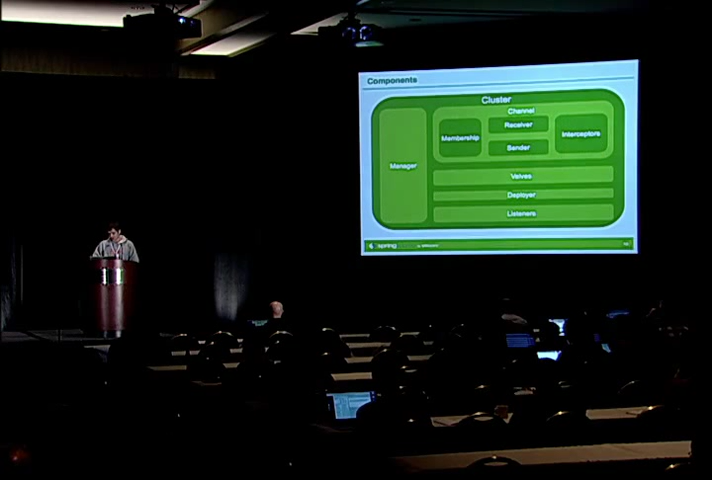 Components
Cluster
Channel
Membership
Receiver
Sender
Interceptors
Manager
Valves
Deployer
Listeners
spring